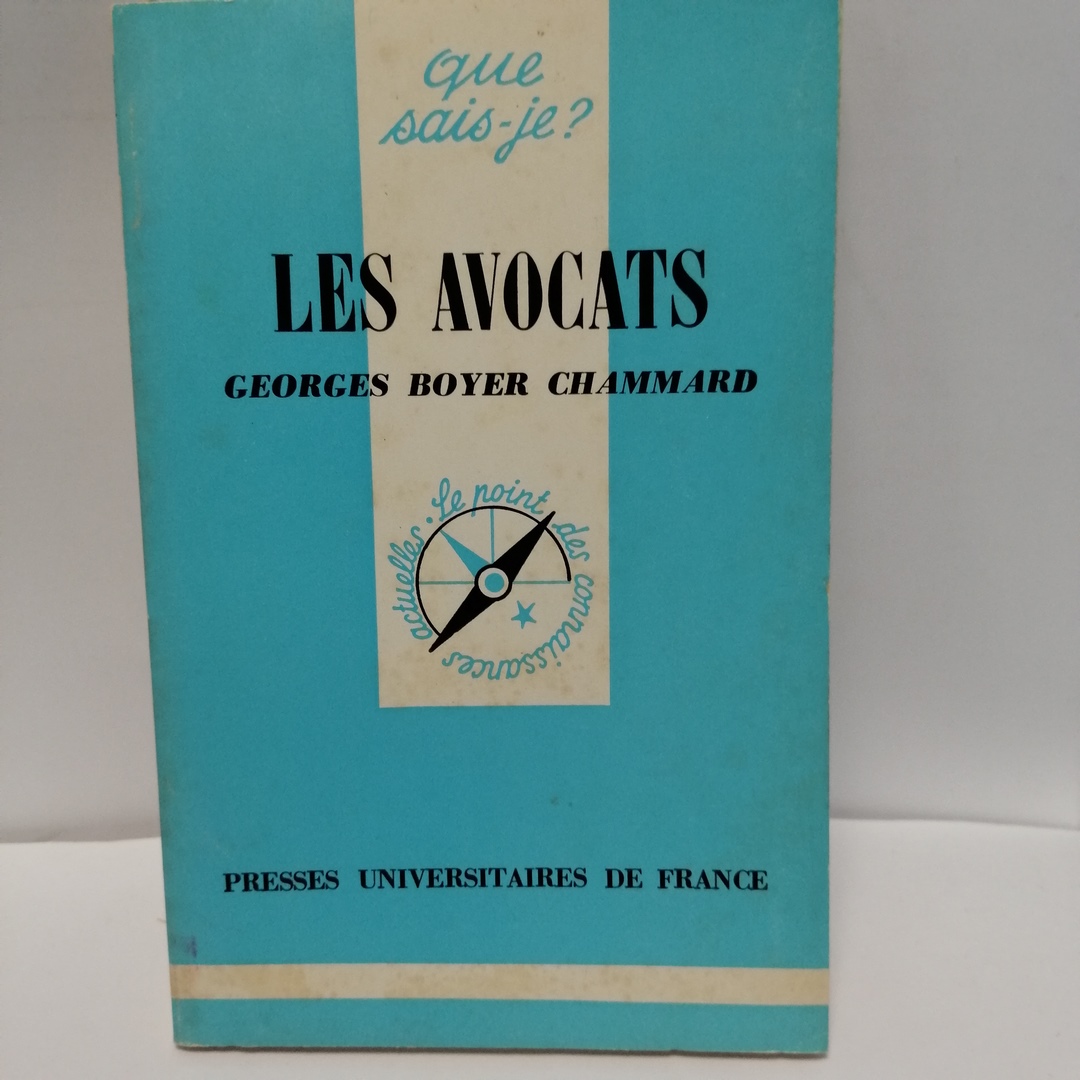 que
sais-je?
LES AVOCATS
GEORGES BOYER CHAMMARD
Le point des connaissances actuelles.
PRESSES UNIVERSITAIRES DE FRANCE